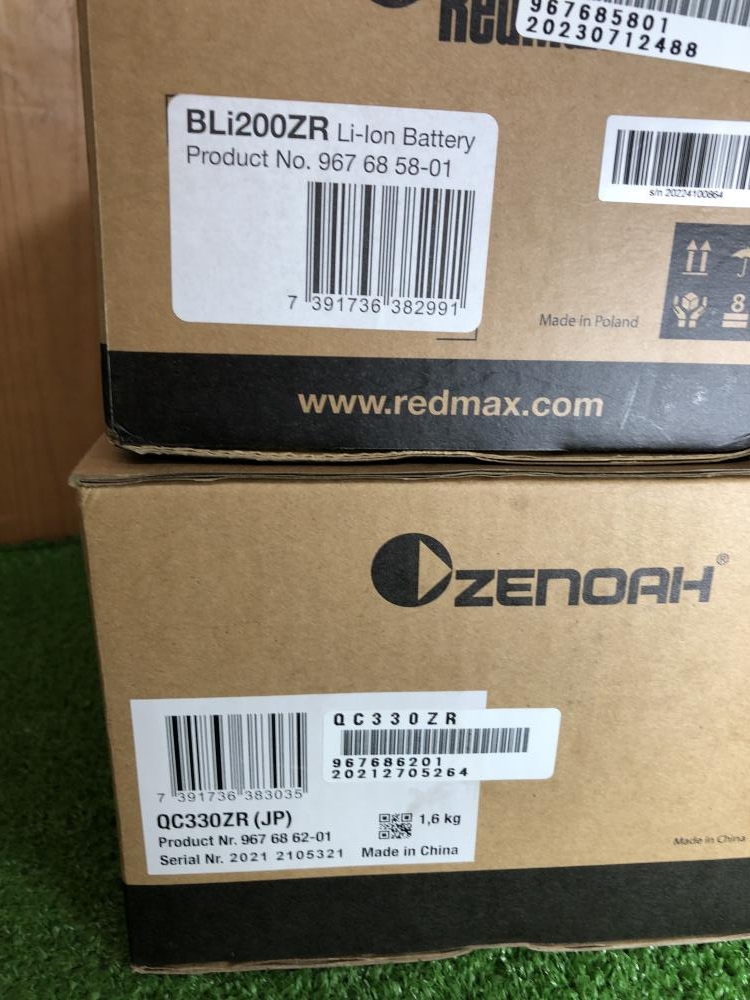 967685801
20230712488
BLi200ZR Li-Ion Battery
Product No. 967 68 58-01
7 391736 382991
s/n 20224100864
8
Made in Poland
www.redmax.com
ZENOAH®
QC330ZR
967686201
20212705264
7 391736 383035
QC330ZR (JP)
1,6 kg
Product Nr. 967 68 62-01
Serial Nr. 2021 2105321
Made in China
Made in China